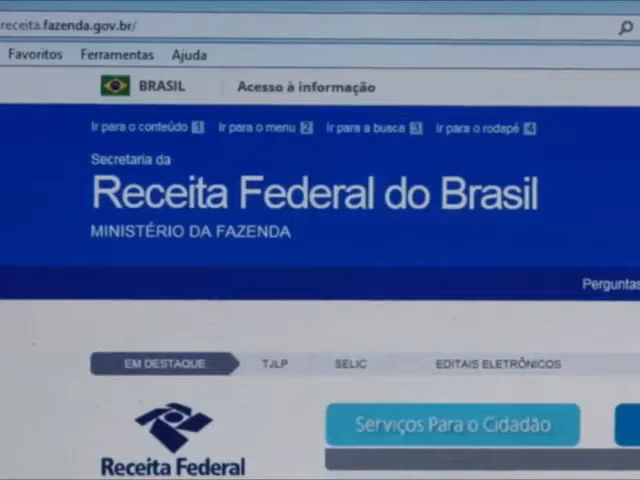 receita.fazenda.gov.br/
Favoritos Ferramentas Ajuda
BRASIL Acesso à informação
Ir para o conteúdo 1 Ir para o menu 2 Ir para a busca 3 Ir para o rodapé 4
Secretaria da
Receita Federal do Brasil
MINISTÉRIO DA FAZENDA
Perguntas
EM DESTAQUE TJLP SELIC EDITAIS ELETRÔNICOS
Serviços Para o Cidadão
Receita Federal